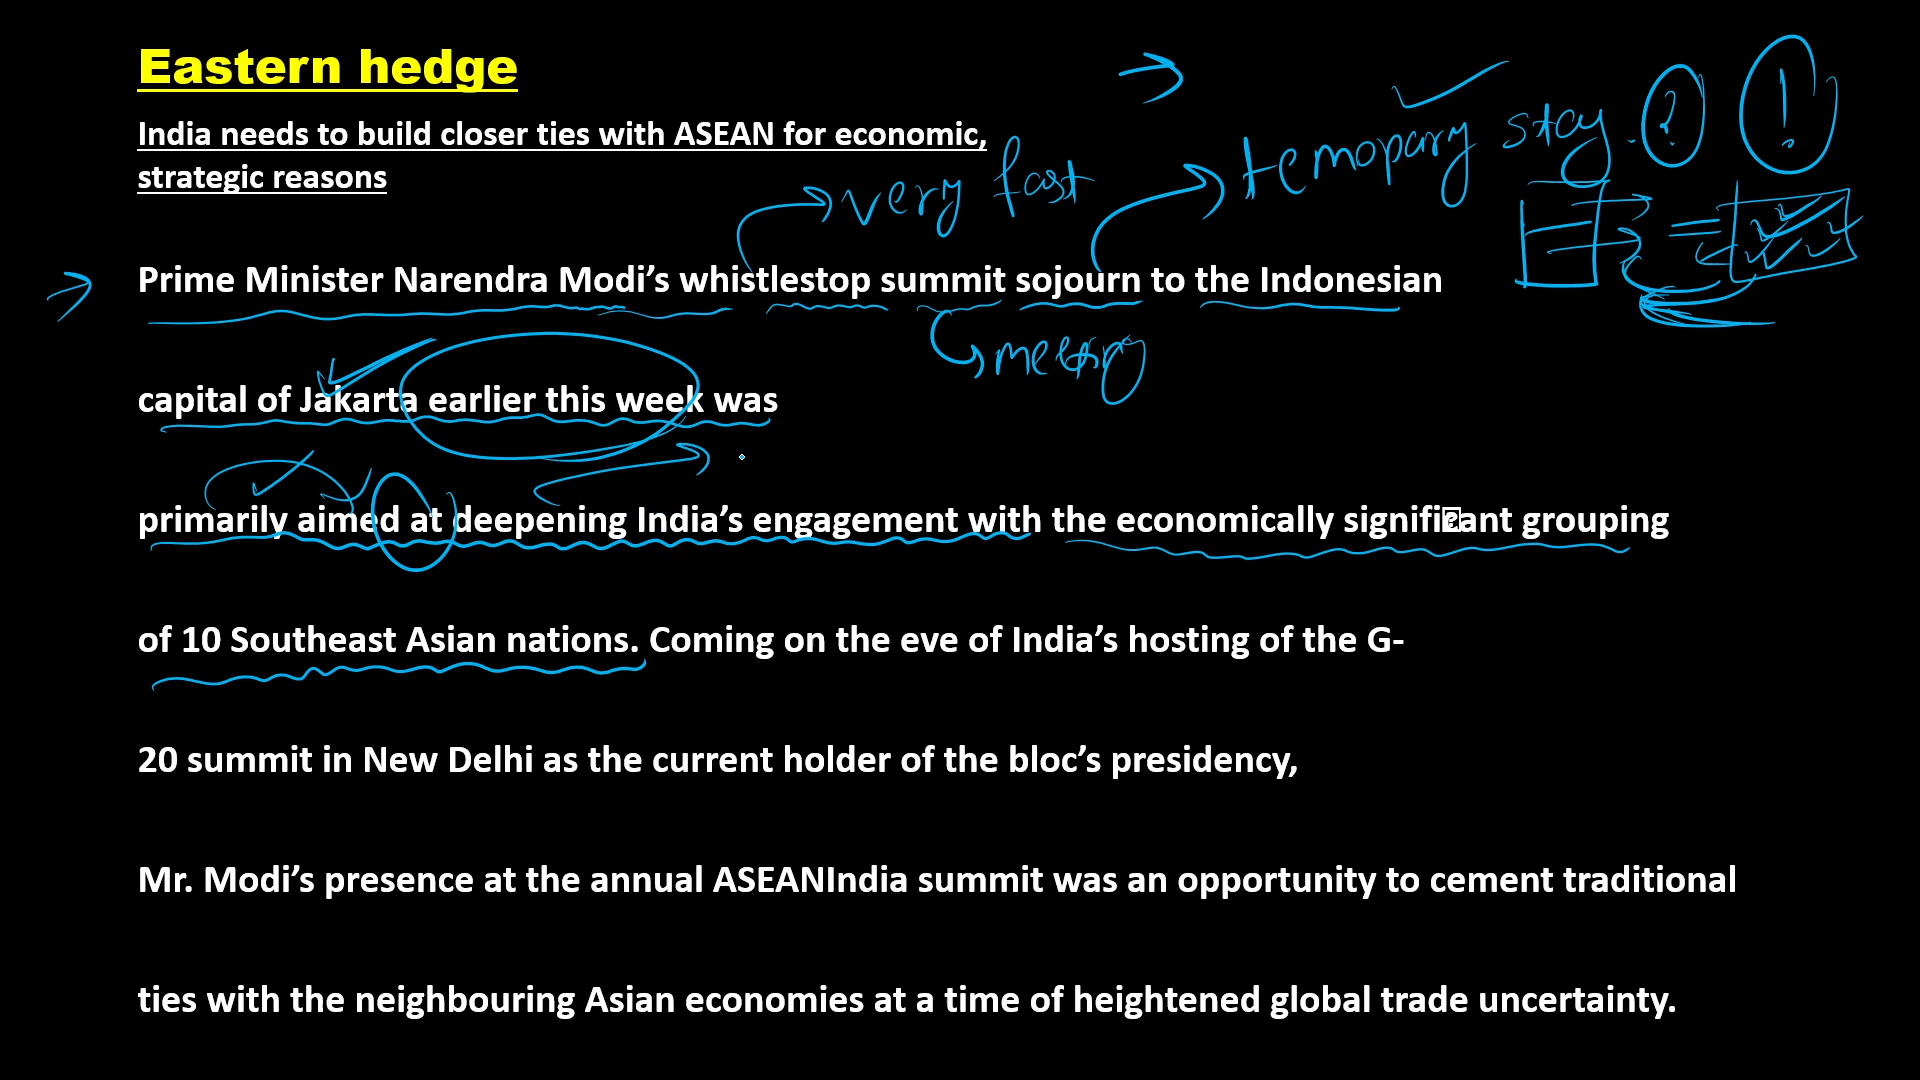 Eastern hedge
India needs to build closer ties with ASEAN for economic,
strategic reasons
very fast
temopary stay. ? !
Prime Minister Narendra Modi’s whistlestop summit sojourn to the Indonesian
meeting
capital of Jakarta earlier this week was
primarily aimed at deepening India’s engagement with the economically significant grouping
of 10 Southeast Asian nations. Coming on the eve of India’s hosting of the G-
20 summit in New Delhi as the current holder of the bloc’s presidency,
Mr. Modi’s presence at the annual ASEANIndia summit was an opportunity to cement traditional
ties with the neighbouring Asian economies at a time of heightened global trade uncertainty.